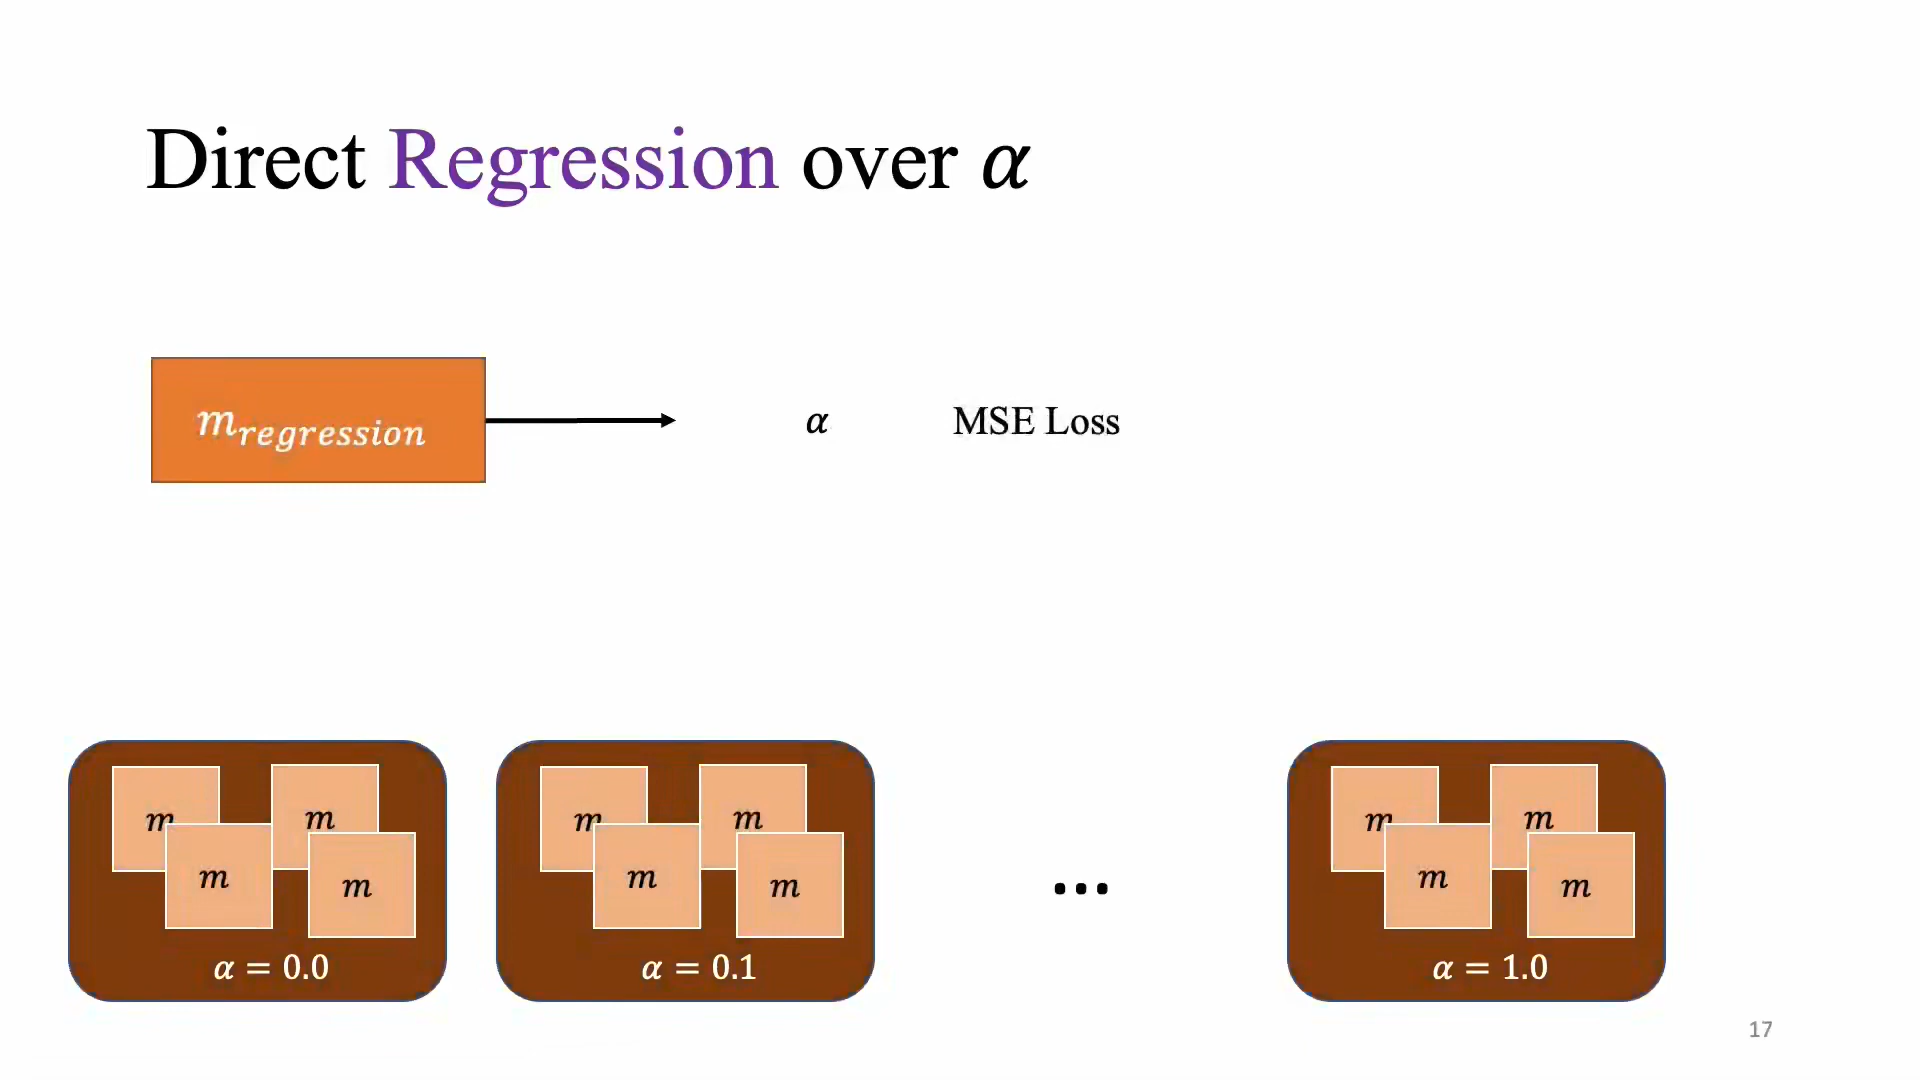 Direct Regression over α
m_regression α MSE Loss
m m m m
α = 0.0
m m m m
α = 0.1
...
m m m m
α = 1.0
17